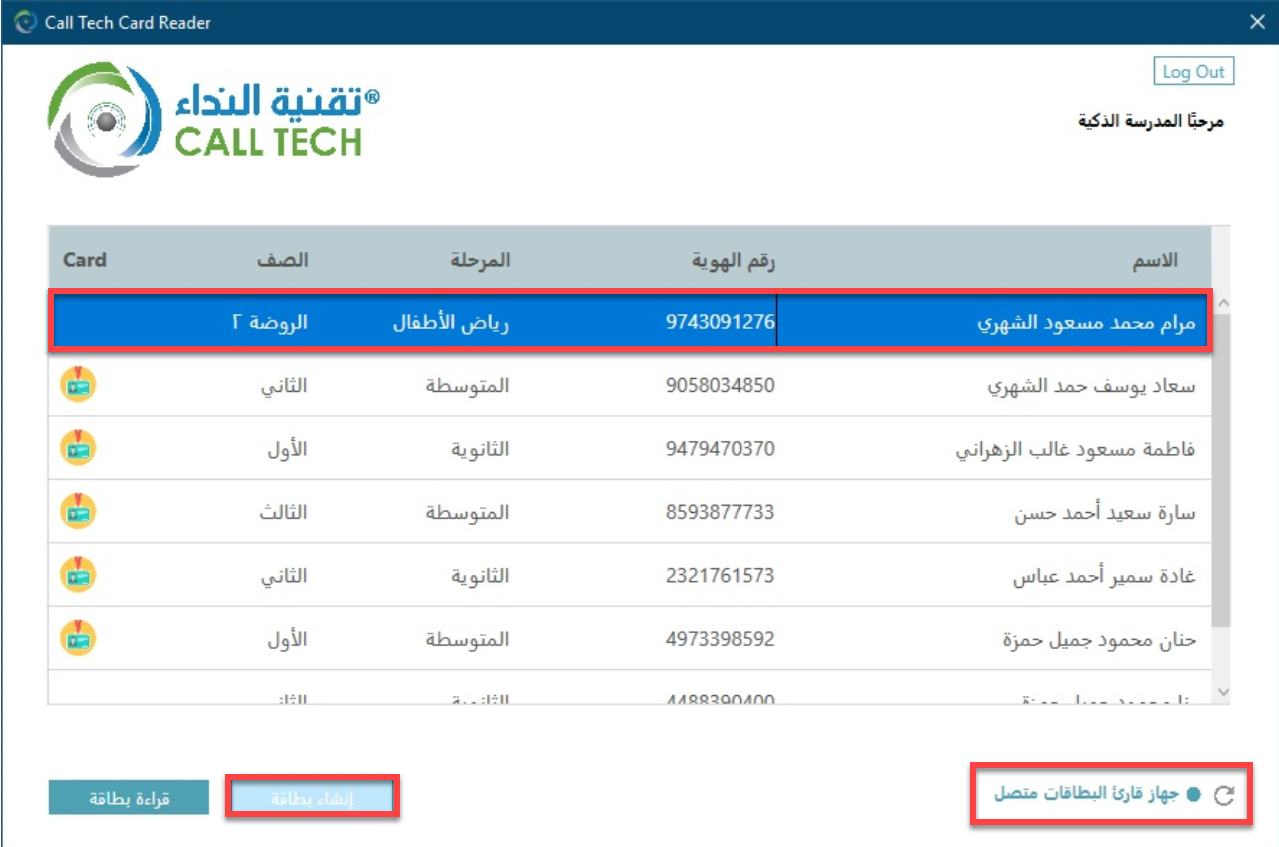 Call Tech Card Reader
Log Out
تقنية النداء®
CALL TECH
مرحبًا المدرسة الذكية
الاسم رقم الهوية المرحلة الصف Card
مرام محمد مسعود الشهري 9743091276 رياض الأطفال الروضة ٢
سعاد يوسف حمد الشهري 9058034850 المتوسطة الثاني
فاطمة مسعود غالب الزهراني 9479470370 الثانوية الأول
سارة سعيد أحمد حسن 8593877733 المتوسطة الثالث
غادة سمير أحمد عباس 2321761573 الثانوية الثاني
حنان محمود جميل حمزة 4973398592 المتوسطة الأول
محمود جميل حمزة 4488390400 الثانوية
جهاز قارئ البطاقات متصل
إنشاء بطاقة
قراءة بطاقة